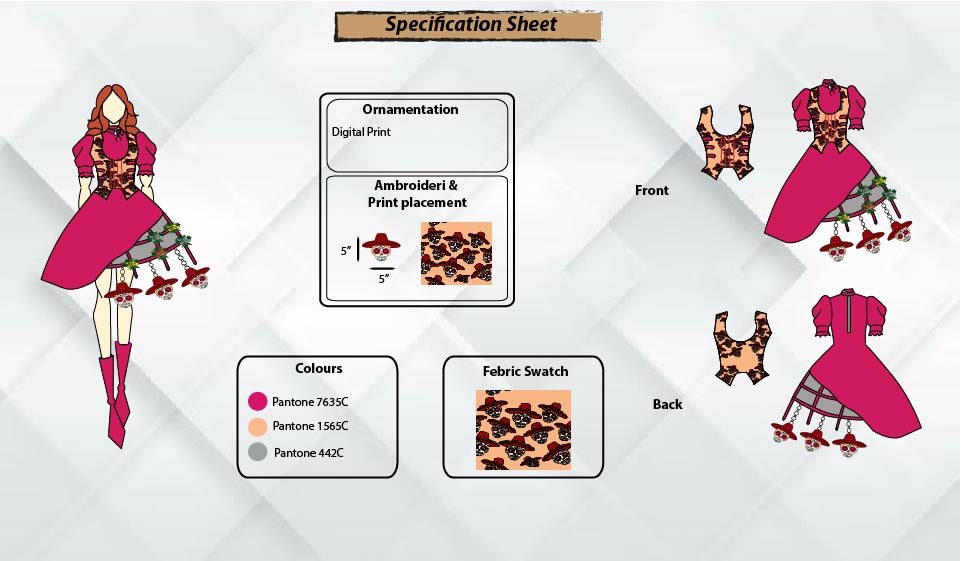 Specification Sheet
Ornamentation
Digital Print
Ambroideri &
Print placement
5”
5”
Front
Colours
Pantone 7635C
Pantone 1565C
Pantone 442C
Febric Swatch
Back